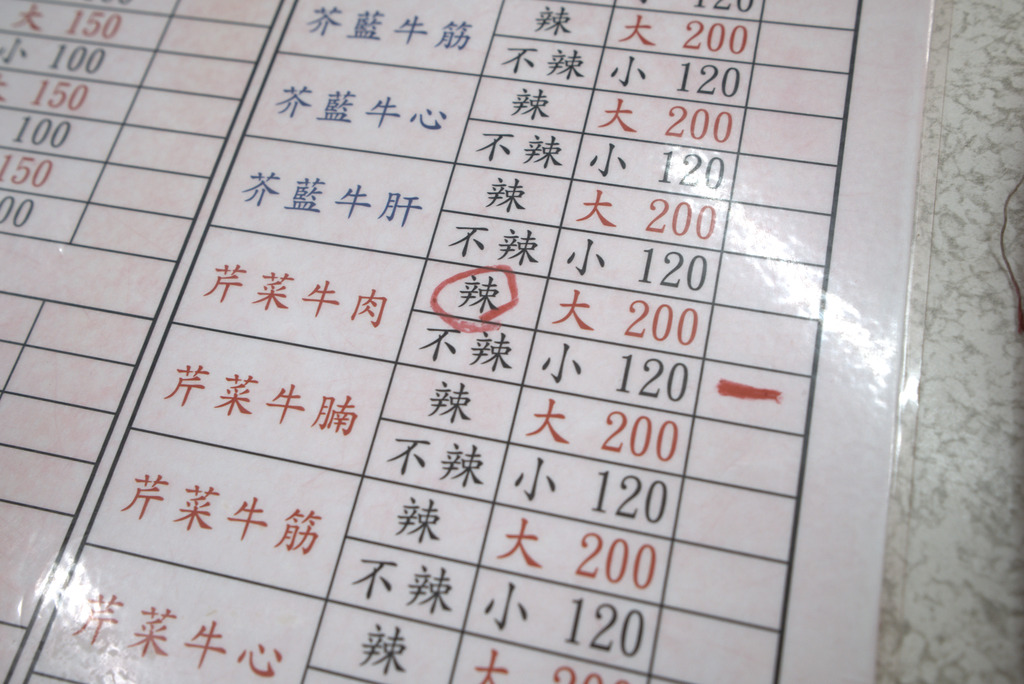 大 150
小 100
大 150
100
150
120
芥藍牛筋 辣 大 200
不辣 小 120
芥藍牛心 辣 大 200
不辣 小 120
芥藍牛肝 辣 大 200
不辣 小 120
芹菜牛肉 辣 大 200
不辣 小 120
芹菜牛腩 辣 大 200
不辣 小 120
芹菜牛筋 辣 大 200
不辣 小 120
芹菜牛心 辣 大 200